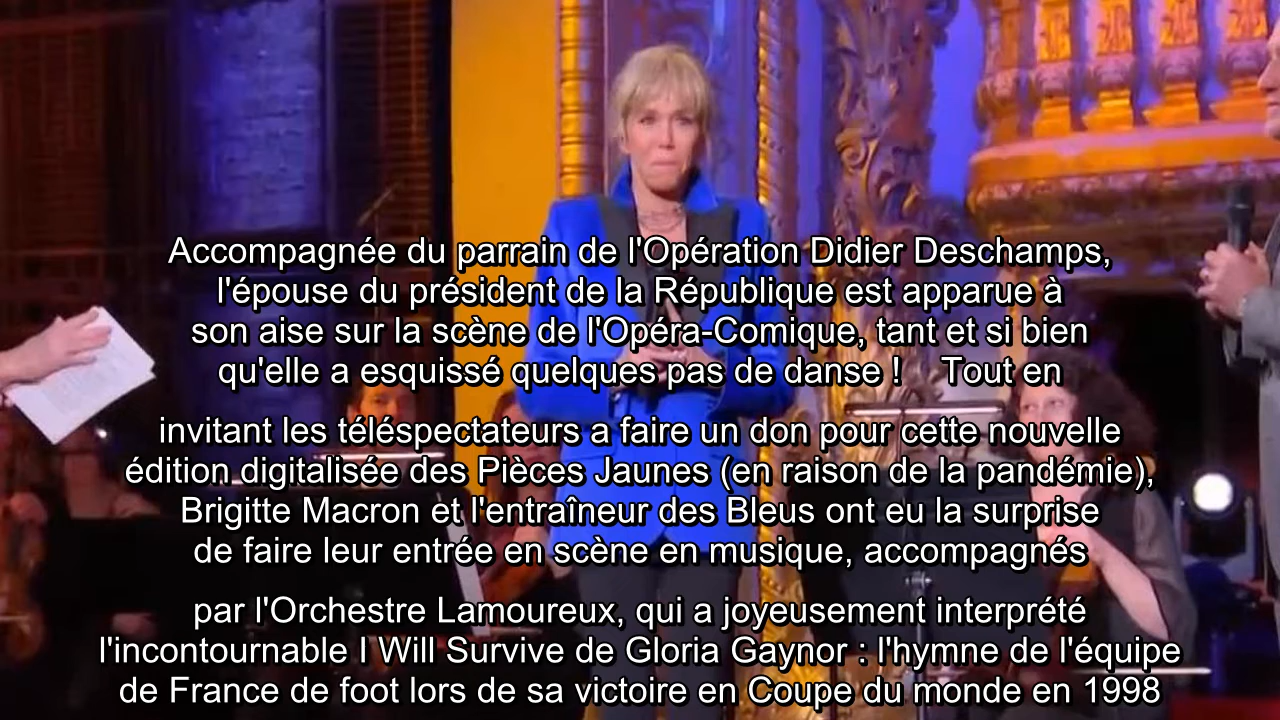 Accompagnée du parrain de l'Opération Didier Deschamps,
l'épouse du président de la République est apparue à
son aise sur la scène de l'Opéra-Comique, tant et si bien
qu'elle a esquissé quelques pas de danse ! Tout en
invitant les téléspectateurs a faire un don pour cette nouvelle
édition digitalisée des Pièces Jaunes (en raison de la pandémie),
Brigitte Macron et l'entraîneur des Bleus ont eu la surprise
de faire leur entrée en scène en musique, accompagnés
par l'Orchestre Lamoureux, qui a joyeusement interprété
l'incontournable I Will Survive de Gloria Gaynor : l'hymne de l'équipe
de France de foot lors de sa victoire en Coupe du monde en 1998